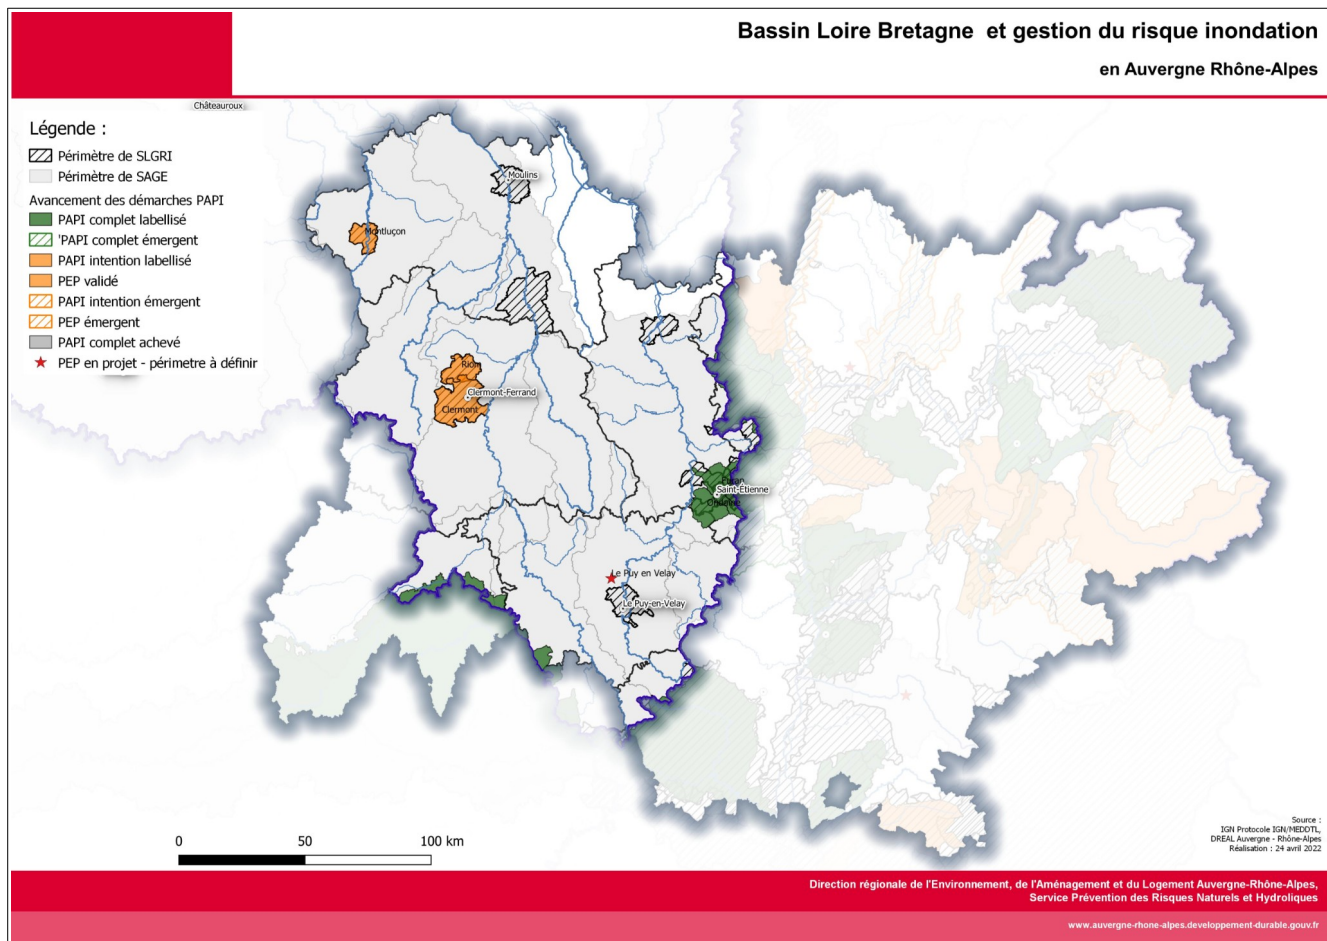 Bassin Loire Bretagne et gestion du risque inondation
en Auvergne Rhône-Alpes
Châteauroux
Légende :
Périmètre de SLGRI
Périmètre de SAGE
Avancement des démarches PAPI
PAPI complet labellisé
'PAPI complet émergent
PAPI intention labellisé
PEP validé
PAPI intention émergent
PEP émergent
PAPI complet achevé
PEP en projet - périmetre à définir
Moulins
Montluçon
Riom
Clermont-Ferrand
Clermont
Saint-Étienne
Le Puy en Velay
Le Puy-en-Velay
0 50 100 km
Source :
IGN Protocole IGN/MEDDTL,
DREAL Auvergne - Rhône-Alpes
Réalisation : 24 avril 2022
Direction régionale de l'Environnement, de l'Aménagement et du Logement Auvergne-Rhône-Alpes,
Service Prévention des Risques Naturels et Hydroliques
www.auvergne-rhone-alpes.developpement-durable.gouv.fr